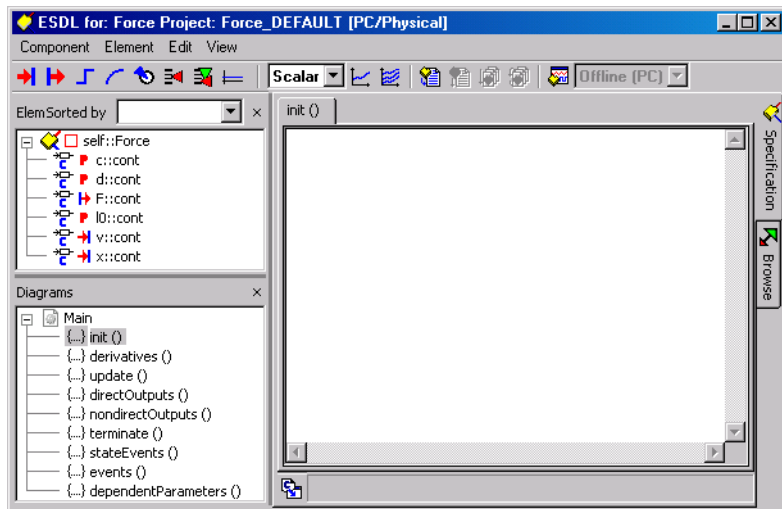 ESDL for: Force Project: Force_DEFAULT [PC/Physical]
Component Element Edit View
Scalar
Offline (PC)
ElemSorted by
self::Force
c::cont
d::cont
F::cont
l0::cont
v::cont
x::cont
Diagrams
Main
{...} init ()
{...} derivatives ()
{...} update ()
{...} directOutputs ()
{...} nondirectOutputs ()
{...} terminate ()
{...} stateEvents ()
{...} events ()
{...} dependentParameters ()
init ()
Specification
Browse